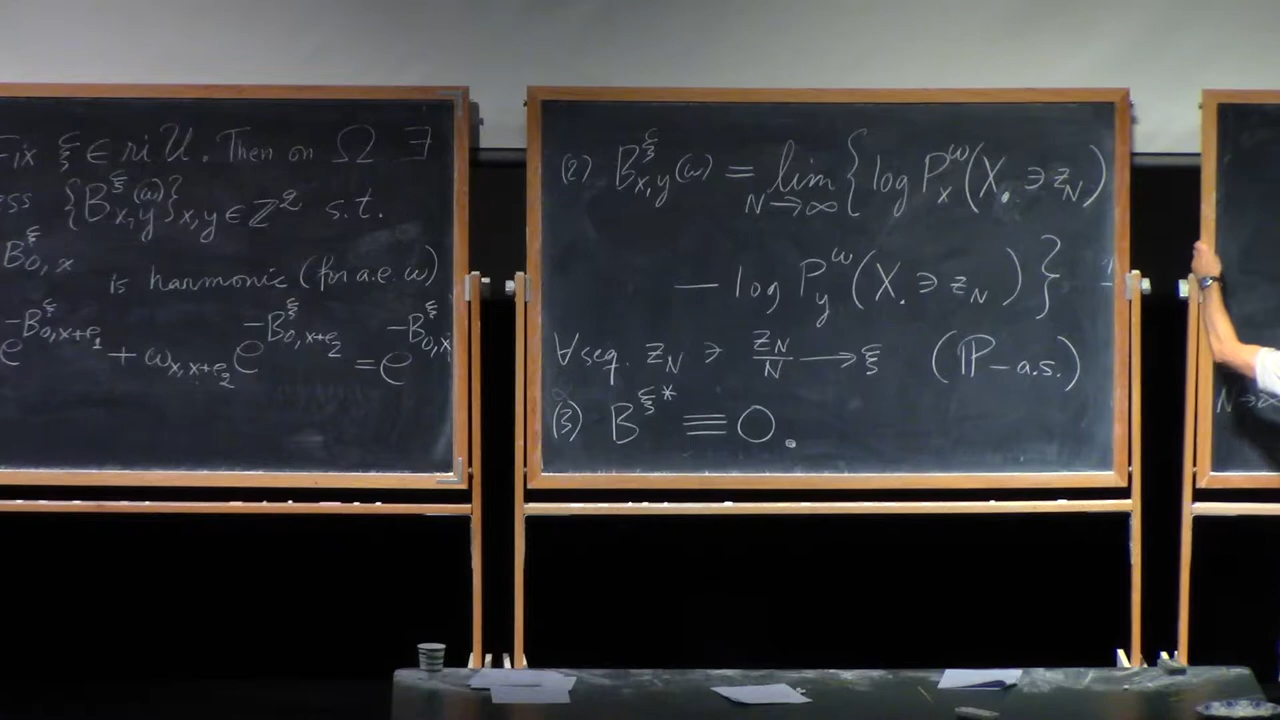 Fix ξ ∈ ri U. Then on Ω ∃
ess {B^ξ_{x,y}(ω)}_{x,y∈Z^2} s.t.
B^ξ_{0,x} is harmonic (for a.e. ω)
e^{-B^ξ_{0,x+e_1}} + ω_{x,x+e_2} e^{-B^ξ_{0,x+e_2}} = e^{-B^ξ_{0,x}}
(2) B^ξ_{x,y}(ω) = lim_{N→∞} { log P^ω_x(X. ∋ z_N)
— log P^ω_y(X. ∋ z_N) }
∀ seq. z_N ∋ z_N/N → ξ (ℙ-a.s.)
(3) B^{ξ*} ≡ 0.
N→∞